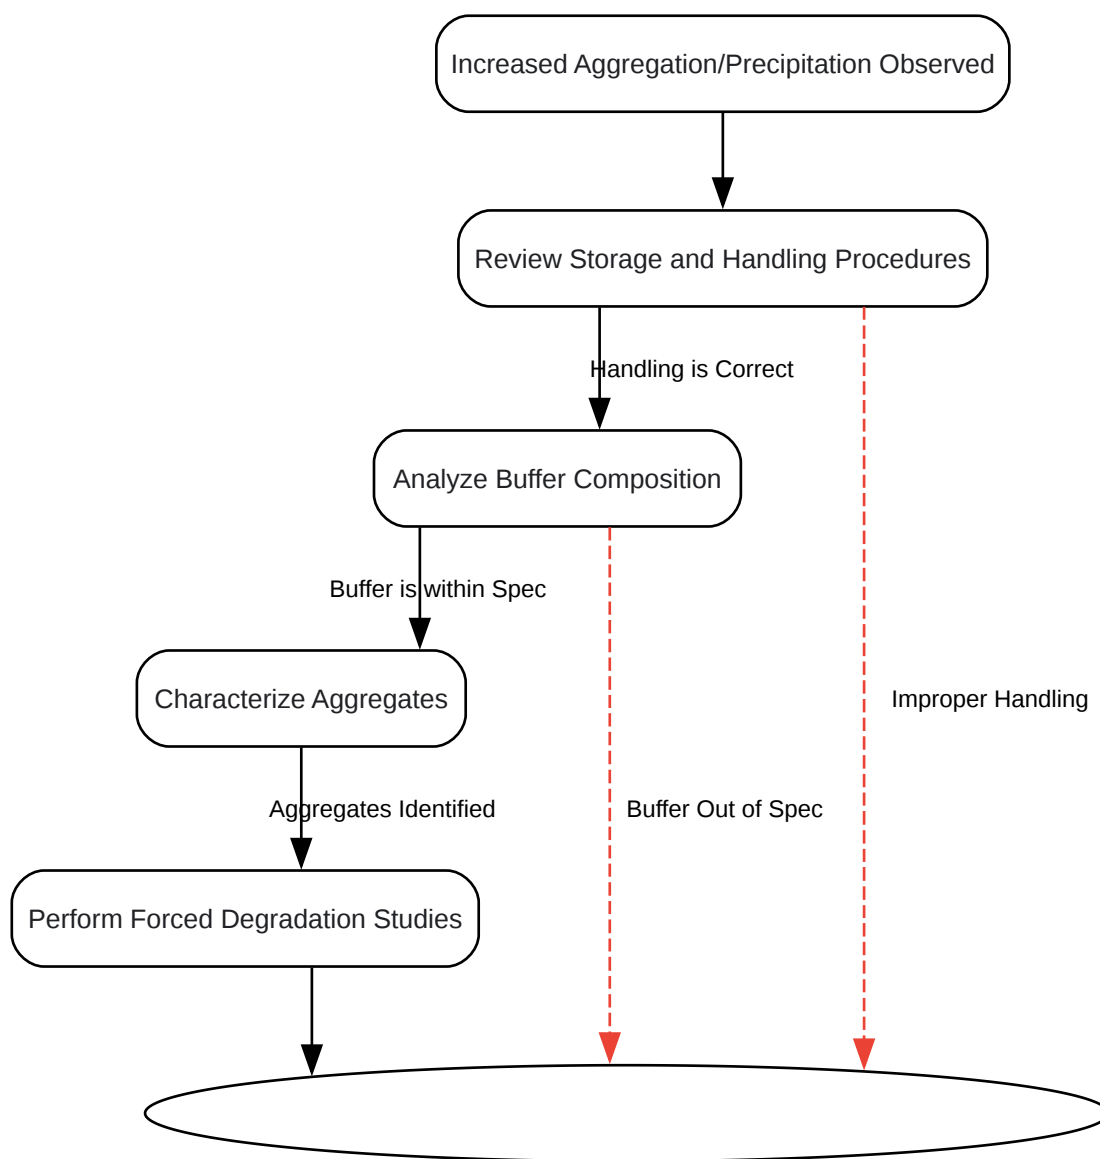 Increased Aggregation/Precipitation Observed
Review Storage and Handling Procedures
Handling is Correct
Analyze Buffer Composition
Buffer is within Spec
Characterize Aggregates
Improper Handling
Aggregates Identified
Buffer Out of Spec
Perform Forced Degradation Studies